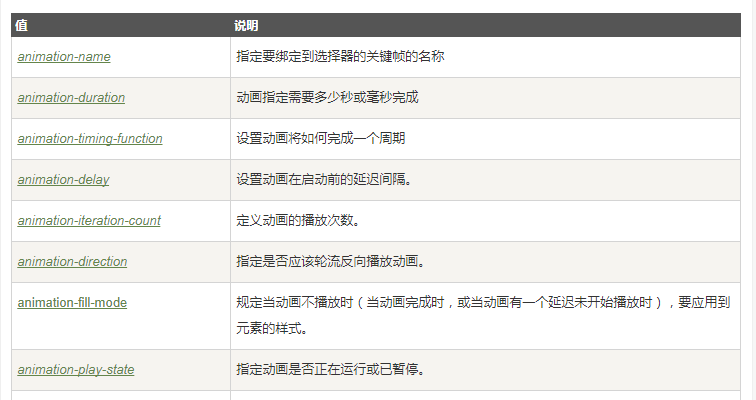 值 说明
animation-name 指定要绑定到选择器的关键帧的名称
animation-duration 动画指定需要多少秒或毫秒完成
animation-timing-function 设置动画将如何完成一个周期
animation-delay 设置动画在启动前的延迟间隔。
animation-iteration-count 定义动画的播放次数。
animation-direction 指定是否应该轮流反向播放动画。
animation-fill-mode 规定当动画不播放时（当动画完成时，或当动画有一个延迟未开始播放时），要应用到
元素的样式。
animation-play-state 指定动画是否正在运行或已暂停。